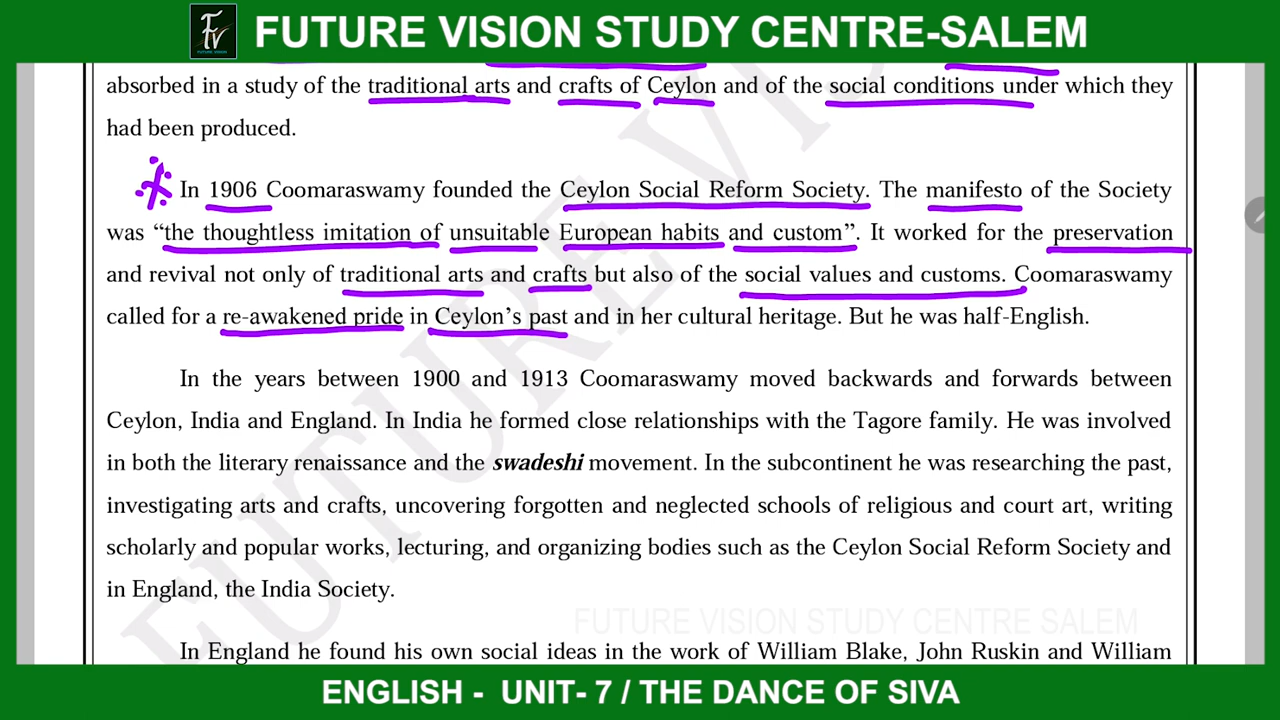 FUTURE VISION STUDY CENTRE-SALEM
absorbed in a study of the traditional arts and crafts of Ceylon and of the social conditions under which they
had been produced.
In 1906 Coomaraswamy founded the Ceylon Social Reform Society. The manifesto of the Society
was “the thoughtless imitation of unsuitable European habits and custom”. It worked for the preservation
and revival not only of traditional arts and crafts but also of the social values and customs. Coomaraswamy
called for a re-awakened pride in Ceylon’s past and in her cultural heritage. But he was half-English.
In the years between 1900 and 1913 Coomaraswamy moved backwards and forwards between
Ceylon, India and England. In India he formed close relationships with the Tagore family. He was involved
in both the literary renaissance and the swadeshi movement. In the subcontinent he was researching the past,
investigating arts and crafts, uncovering forgotten and neglected schools of religious and court art, writing
scholarly and popular works, lecturing, and organizing bodies such as the Ceylon Social Reform Society and
in England, the India Society.
FUTURE VISION STUDY CENTRE SALEM
In England he found his own social ideas in the work of William Blake, John Ruskin and William
ENGLISH - UNIT- 7 / THE DANCE OF SIVA